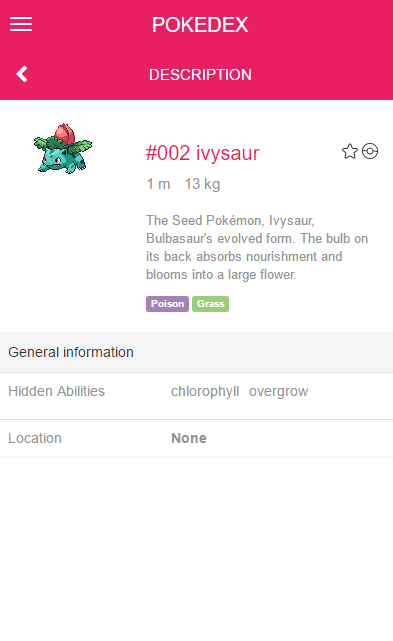 POKEDEX
DESCRIPTION
#002 ivysaur
1 m 13 kg
The Seed Pokémon, Ivysaur,
Bulbasaur's evolved form. The bulb on
its back absorbs nourishment and
blooms into a large flower.
Poison Grass
General information
Hidden Abilities chlorophyll overgrow
Location None